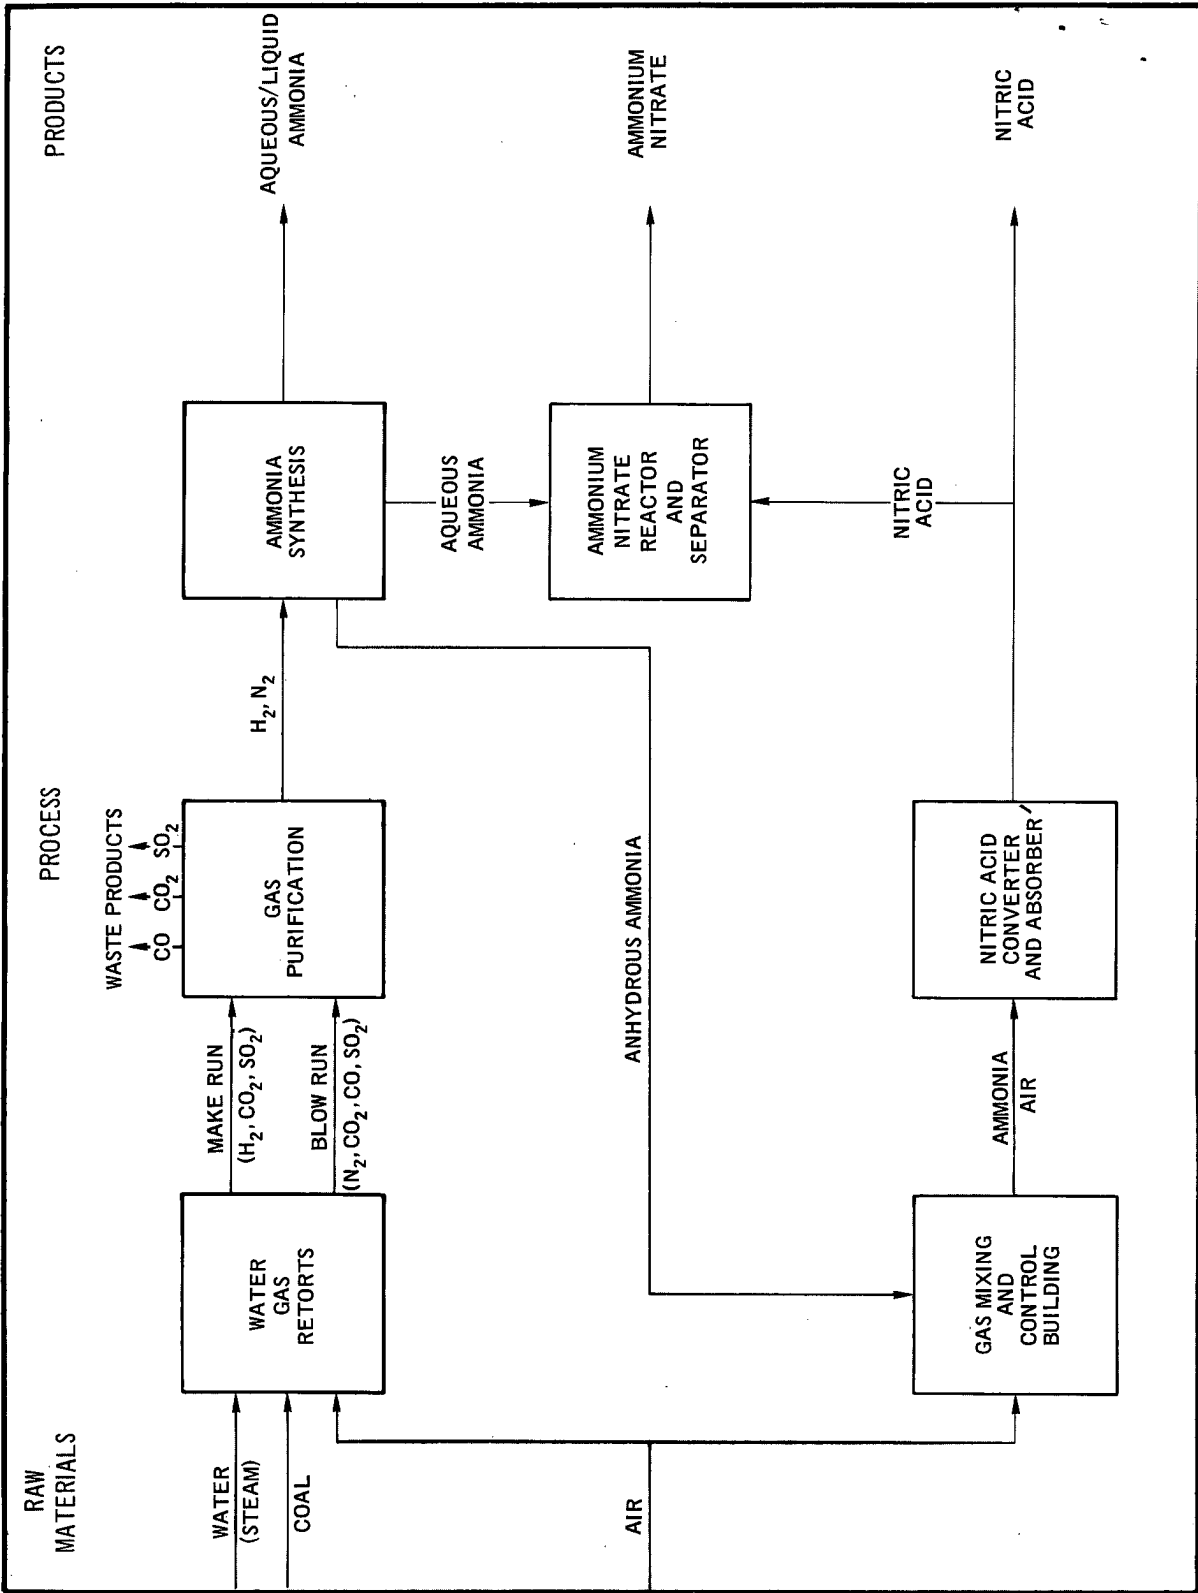 RAW
MATERIALS
PROCESS
PRODUCTS
WATER
(STEAM)
COAL
AIR
WATER
GAS
RETORTS
MAKE RUN
(H₂, CO₂, SO₂)
BLOW RUN
(N₂, CO₂, CO, SO₂)
WASTE PRODUCTS
CO CO₂ SO₂
GAS
PURIFICATION
H₂, N₂
AMMONIA
SYNTHESIS
AQUEOUS/LIQUID
AMMONIA
AQUEOUS
AMMONIA
AMMONIUM
NITRATE
REACTOR
AND
SEPARATOR
AMMONIUM
NITRATE
ANHYDROUS AMMONIA
GAS MIXING
AND
CONTROL
BUILDING
AMMONIA
AIR
NITRIC ACID
CONVERTER
AND ABSORBER
NITRIC
ACID
NITRIC
ACID